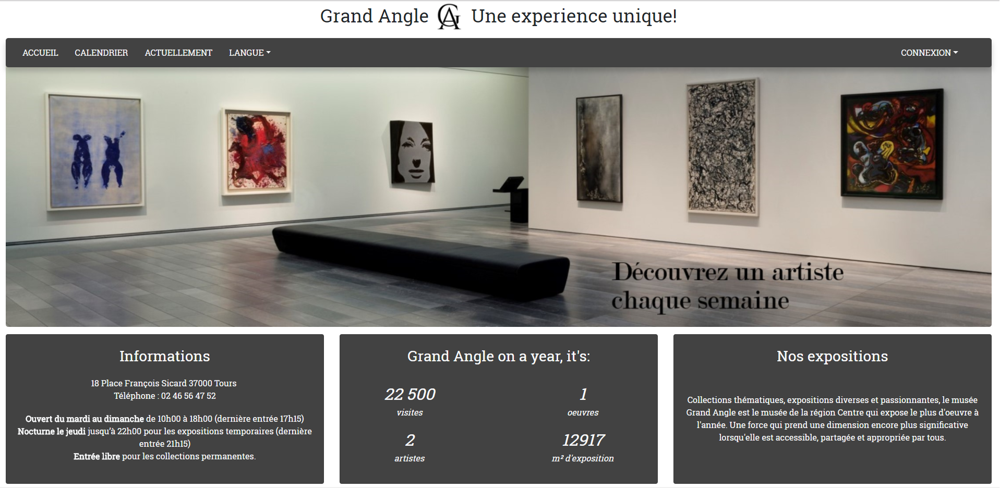 Grand Angle GA Une experience unique!
ACCUEIL CALENDRIER ACTUELLEMENT LANGUE CONNEXION
Découvrez un artiste
chaque semaine
Informations
18 Place François Sicard 37000 Tours
Téléphone : 02 46 56 47 52
Ouvert du mardi au dimanche de 10h00 à 18h00 (dernière entrée 17h15)
Nocturne le jeudi jusqu'à 22h00 pour les expositions temporaires (dernière
entrée 21h15)
Entrée libre pour les collections permanentes.
Grand Angle on a year, it's:
22 500
visites
1
oeuvres
2
artistes
12917
m² d'exposition
Nos expositions
Collections thématiques, expositions diverses et passionnantes, le musée
Grand Angle est le musée de la région Centre qui expose le plus d'oeuvre à
l'année. Une force qui prend une dimension encore plus significative
lorsqu'elle est accessible, partagée et appropriée par tous.